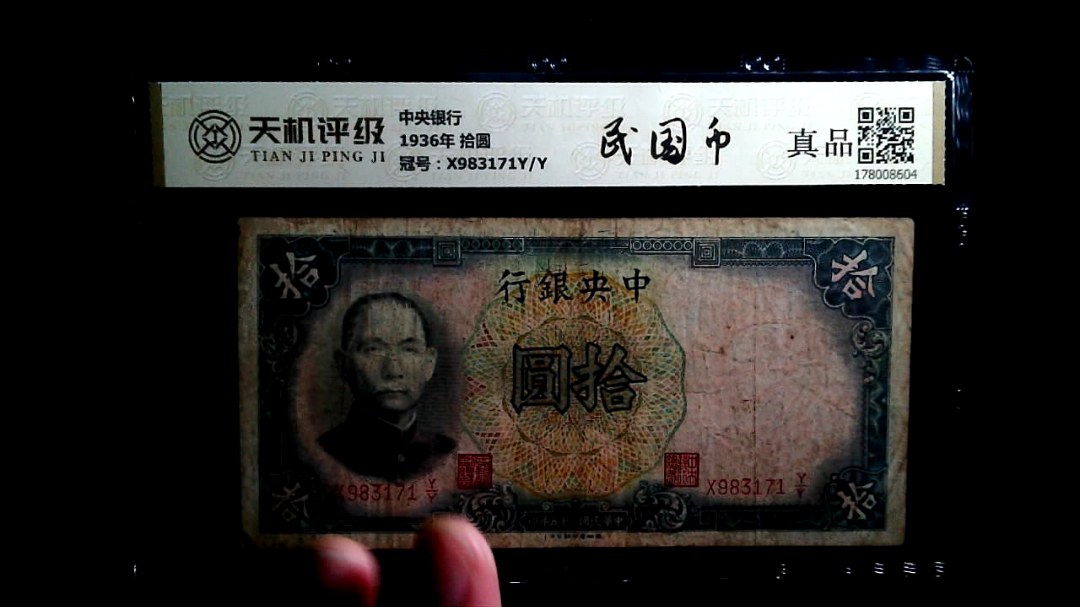 天机评级
TIAN JI PING JI
中央银行
1936年 拾圆
冠号：X983171Y/Y
民国币
真品
178008604
拾
拾
行銀央中
圓拾
X983171 Y/Y
X983171 Y/Y
拾
拾